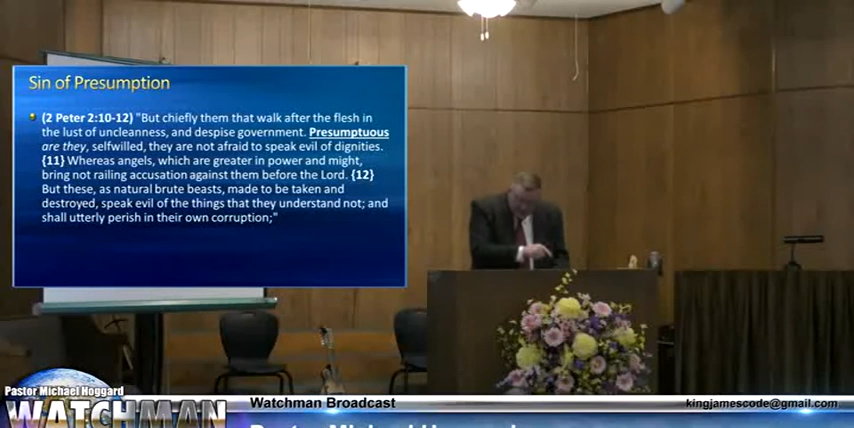 Sin of Presumption
(2 Peter 2:10-12) "But chiefly them that walk after the flesh in
the lust of uncleanness, and despise government. Presumptuous
are they, selfwilled, they are not afraid to speak evil of dignities.
{11} Whereas angels, which are greater in power and might,
bring not railing accusation against them before the Lord. {12}
But these, as natural brute beasts, made to be taken and
destroyed, speak evil of the things that they understand not; and
shall utterly perish in their own corruption;"
Pastor Michael Hoggard
WATCHMAN
Watchman Broadcast
kingjamescode@gmail.com
Pastor Michael Hoggard